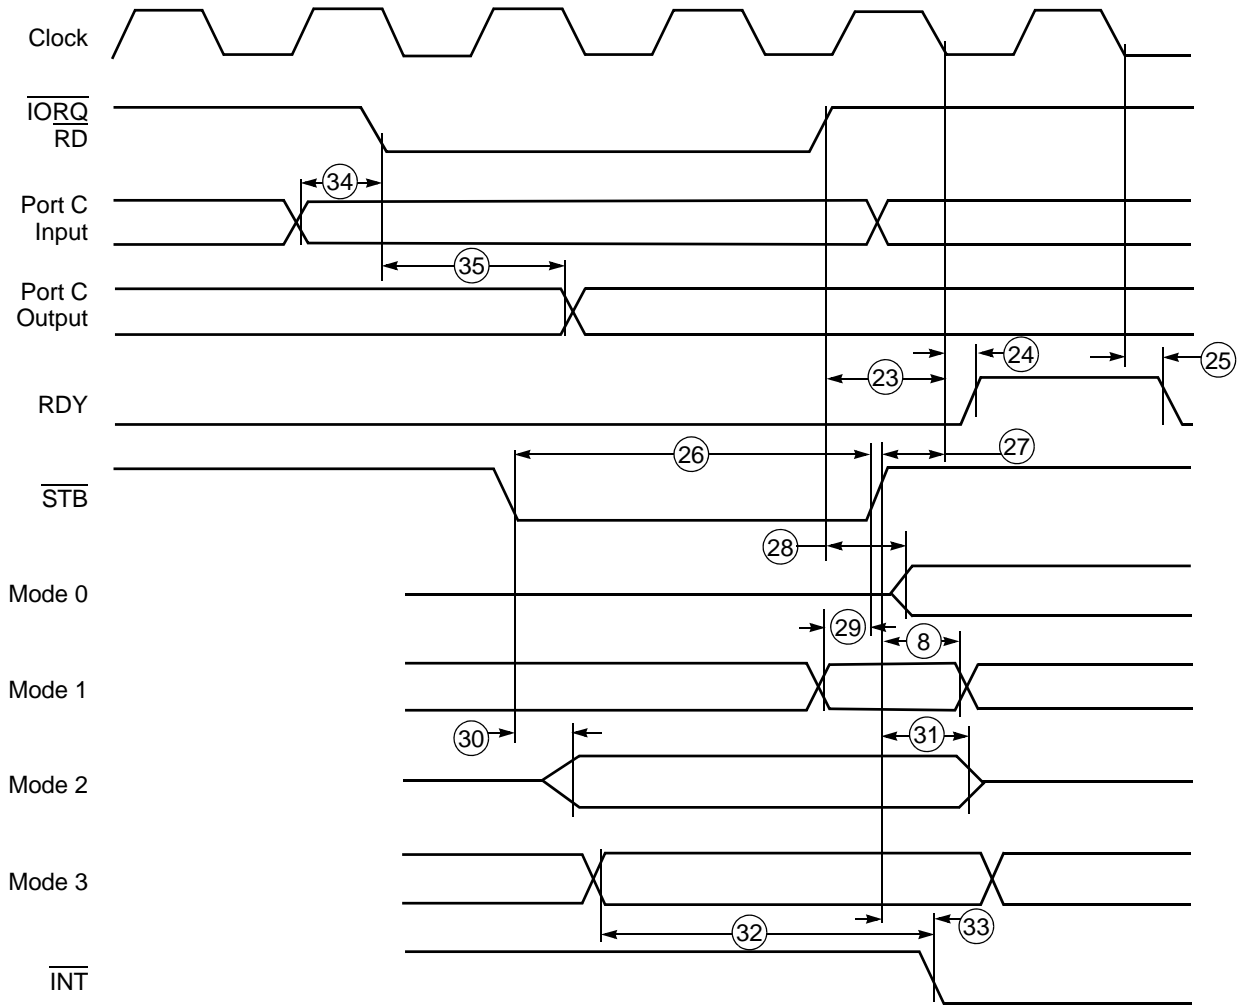 Clock
IORQ
RD
34
Port C
Input
35
Port C
Output
24
25
23
RDY
27
26
STB
28
Mode 0
29
8
Mode 1
30
31
Mode 2
Mode 3
32
33
INT